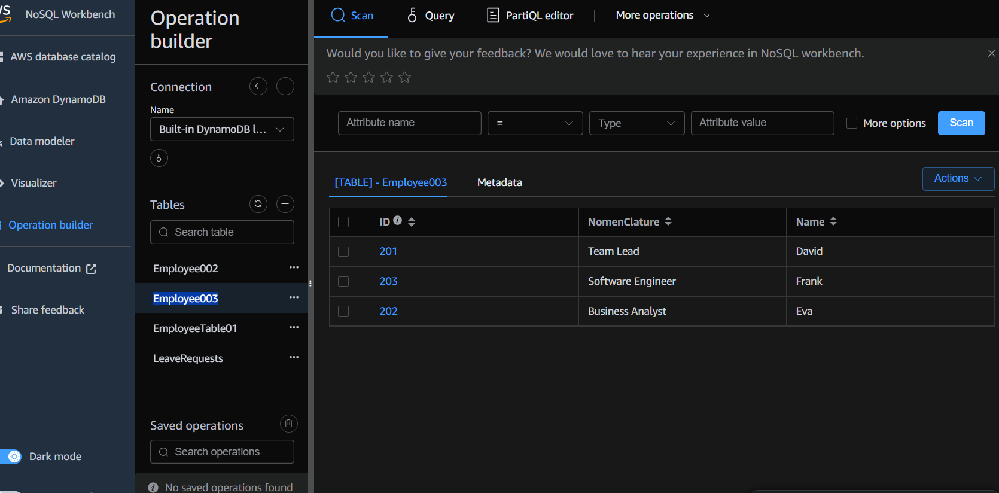 NoSQL Workbench
AWS database catalog
Amazon DynamoDB
Data modeler
Visualizer
Operation builder
Documentation
Share feedback
Dark mode
Operation
builder
Connection
Name
Built-in DynamoDB l...
Tables
Search table
Employee002
Employee003
EmployeeTable01
LeaveRequests
Saved operations
Search operations
No saved operations found
Scan Query PartiQL editor More operations
Would you like to give your feedback? We would love to hear your experience in NoSQL workbench.
Attribute name = Type Attribute value More options Scan
[TABLE] - Employee003 Metadata Actions
ID NomenClature Name
201 Team Lead David
203 Software Engineer Frank
202 Business Analyst Eva